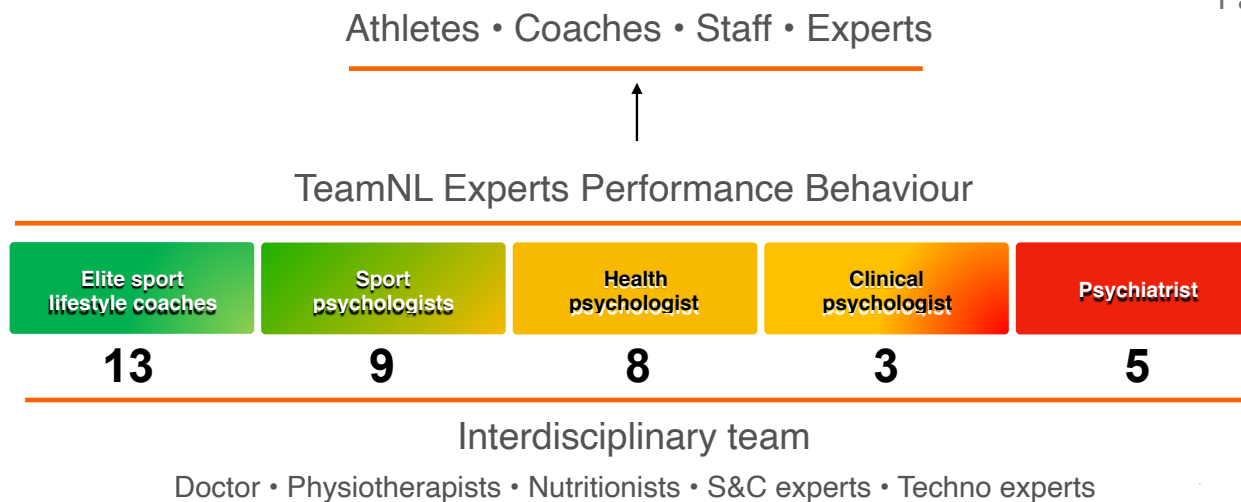 Athletes • Coaches • Staff • Experts
TeamNL Experts Performance Behaviour
Elite sport
lifestyle coaches
Sport
psychologists
Health
psychologist
Clinical
psychologist
Psychiatrist
13
9
8
3
5
Interdisciplinary team
Doctor • Physiotherapists • Nutritionists • S&C experts • Techno experts